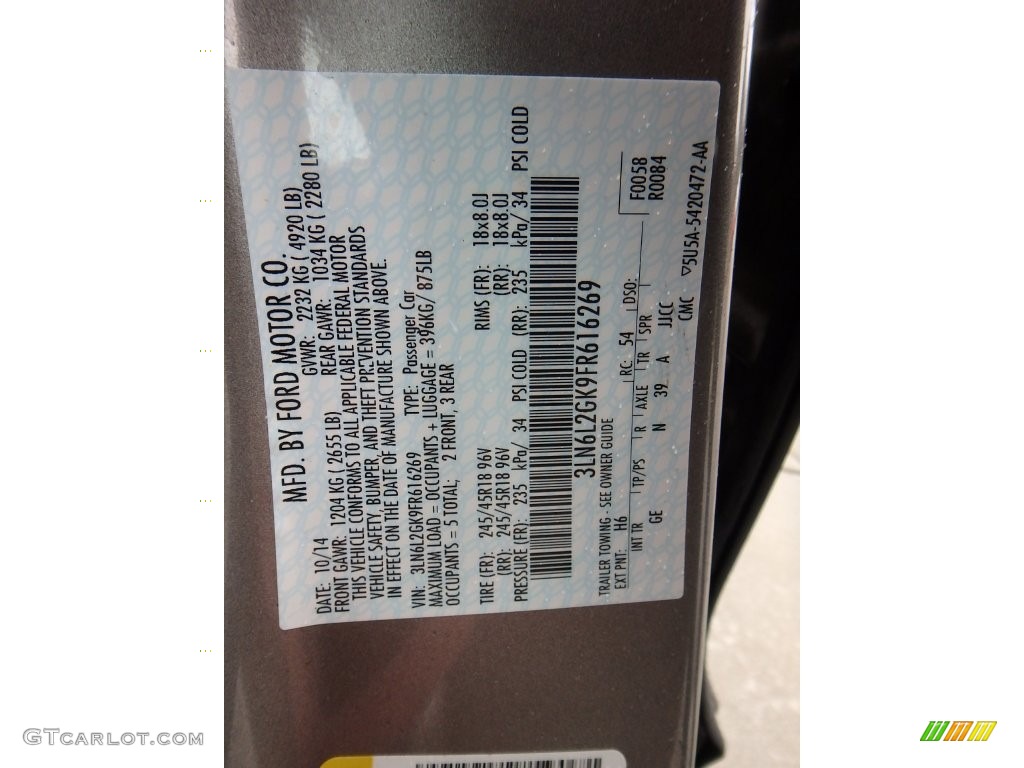 MFD. BY FORD MOTOR CO.
DATE: 10/14 GVWR: 2232 KG ( 4920 LB)
FRONT GAWR: 1204 KG ( 2655 LB) REAR GAWR: 1034 KG ( 2280 LB)
THIS VEHICLE CONFORMS TO ALL APPLICABLE FEDERAL MOTOR
VEHICLE SAFETY, BUMPER, AND THEFT PREVENTION STANDARDS
IN EFFECT ON THE DATE OF MANUFACTURE SHOWN ABOVE.
VIN: 3LN6L2GK9FR616269 TYPE: Passenger Car
MAXIMUM LOAD = OCCUPANTS + LUGGAGE = 396KG/ 875LB
OCCUPANTS = 5 TOTAL; 2 FRONT, 3 REAR
TIRE (FR): 245/45R18 96V RIMS (FR): 18x8.0J
(RR): 245/45R18 96V (RR): 18x8.0J
PRESSURE (FR): 235 kPa/ 34 PSI COLD (RR): 235 kPa/ 34 PSI COLD
3LN6L2GK9FR616269
TRAILER TOWING - SEE OWNER GUIDE
EXT PNT: H6 RC: 54 DSO: F0058
R0084
INT TR TP/PS R AXLE TR SPR
GE N 39 A JJCC
CMC ▽5U5A-5420472-AA
GTCARLOT.COM